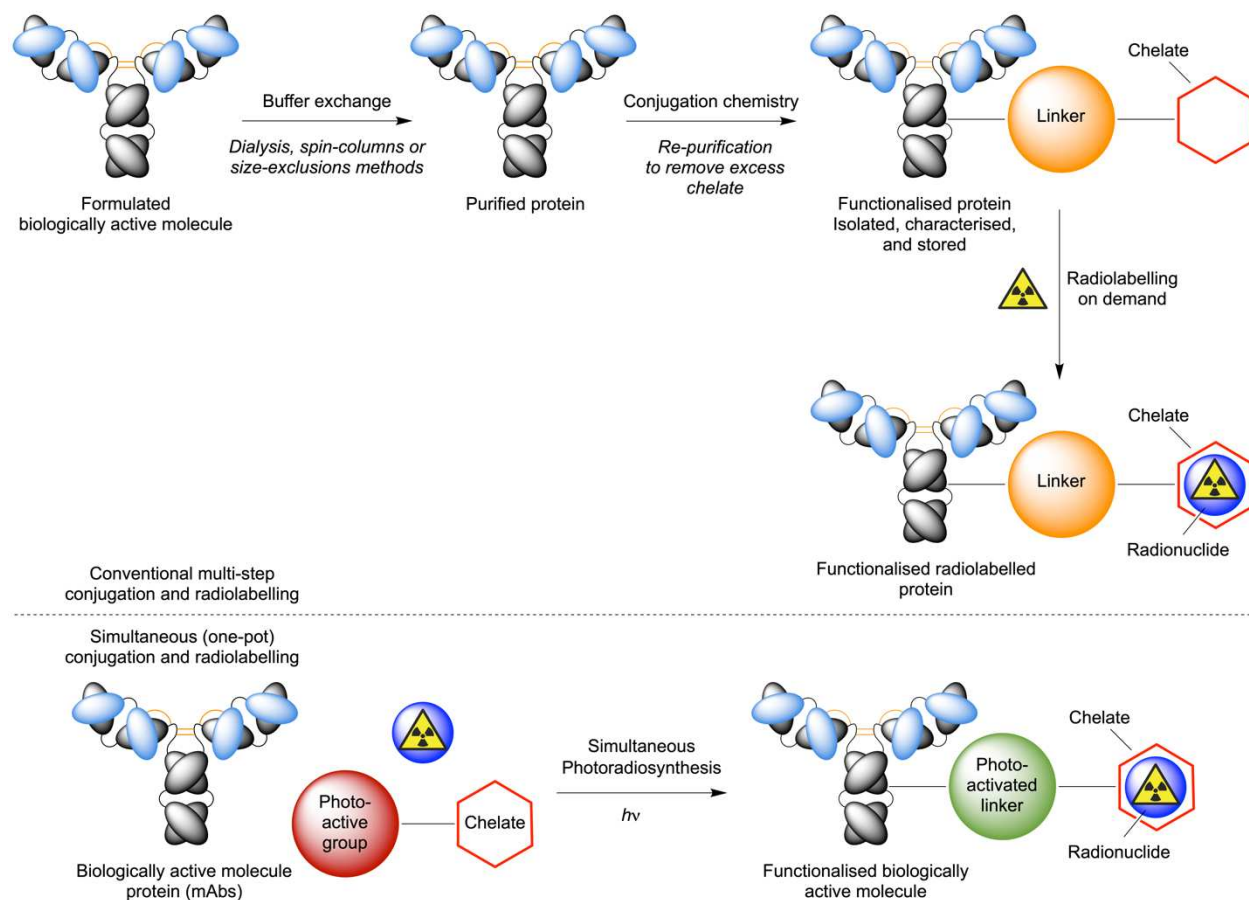 Buffer exchange
Dialysis, spin-columns or
size-exclusions methods
Conjugation chemistry
Re-purification
to remove excess
chelate
Linker
Chelate
Formulated
biologically active molecule
Purified protein
Functionalised protein
Isolated, characterised,
and stored
Radiolabelling
on demand
Chelate
Linker
Radionuclide
Functionalised radiolabelled
protein
Conventional multi-step
conjugation and radiolabelling
Simultaneous (one-pot)
conjugation and radiolabelling
Photo-
active
group
Chelate
Biologically active molecule
protein (mAbs)
Simultaneous
Photoradiosynthesis
hν
Photo-
activated
linker
Chelate
Radionuclide
Functionalised biologically
active molecule